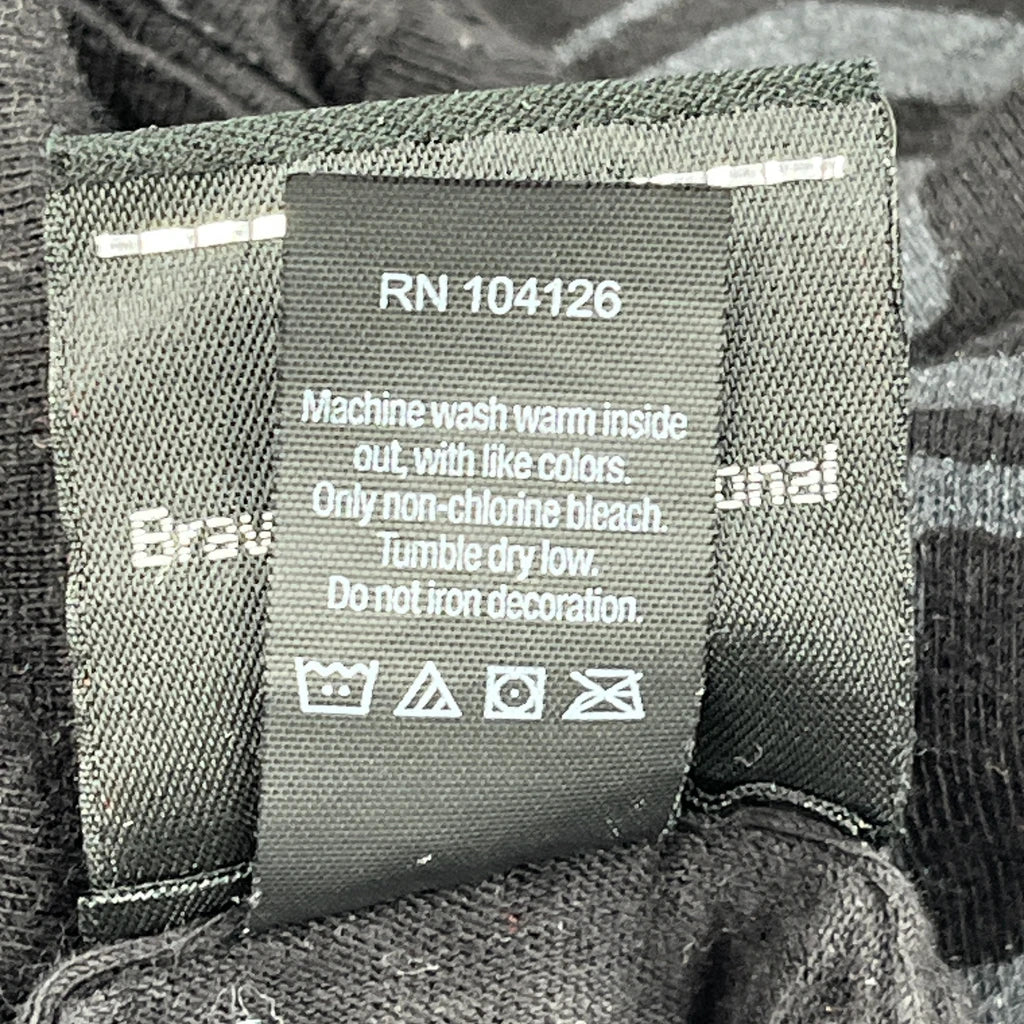 RN 104126
Machine wash warm inside
out, with like colors.
Only non-chlorine bleach.
Tumble dry low.
Do not iron decoration.